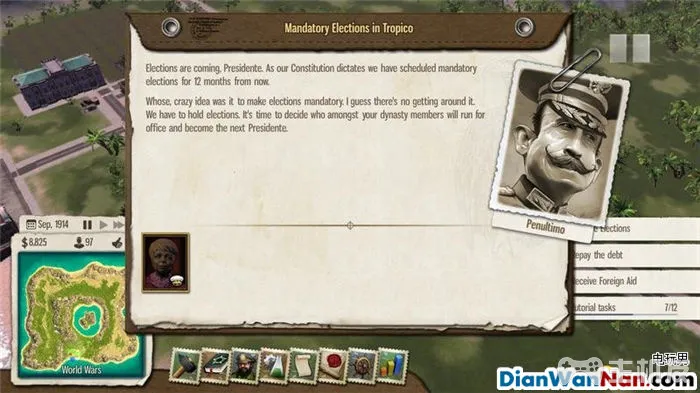 Mandatory Elections in Tropico
Elections are coming, Presidente. As our Constitution dictates we have scheduled mandatory
elections for 12 months from now.
Whose, crazy idea was it to make elections mandatory. I guess there's no getting around it.
We have to hold elections. It's time to decide who amongst your dynasty members will run for
office and become the next Presidente.
Penultimo
Sep, 1914
$8,825
97
Elections
epay the debt
eceive Foreign Aid
utorial tasks 7/12
World Wars
电玩男
DianWanNan.com